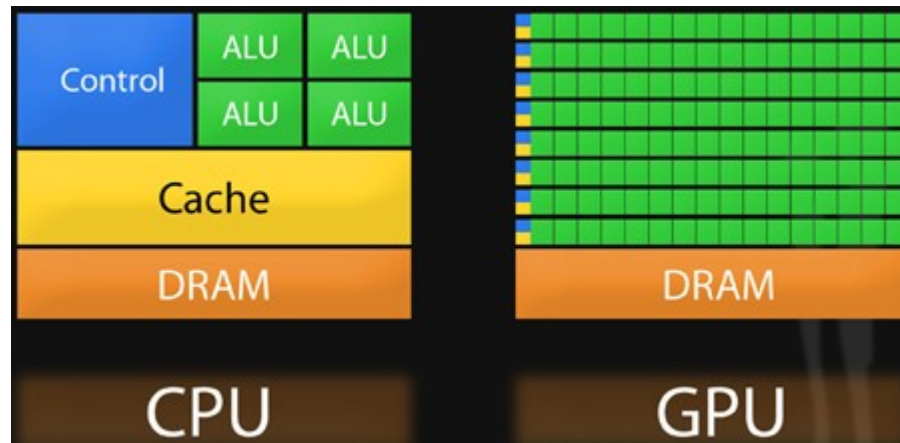 Control
ALU ALU
ALU ALU
Cache
DRAM
DRAM
CPU
GPU